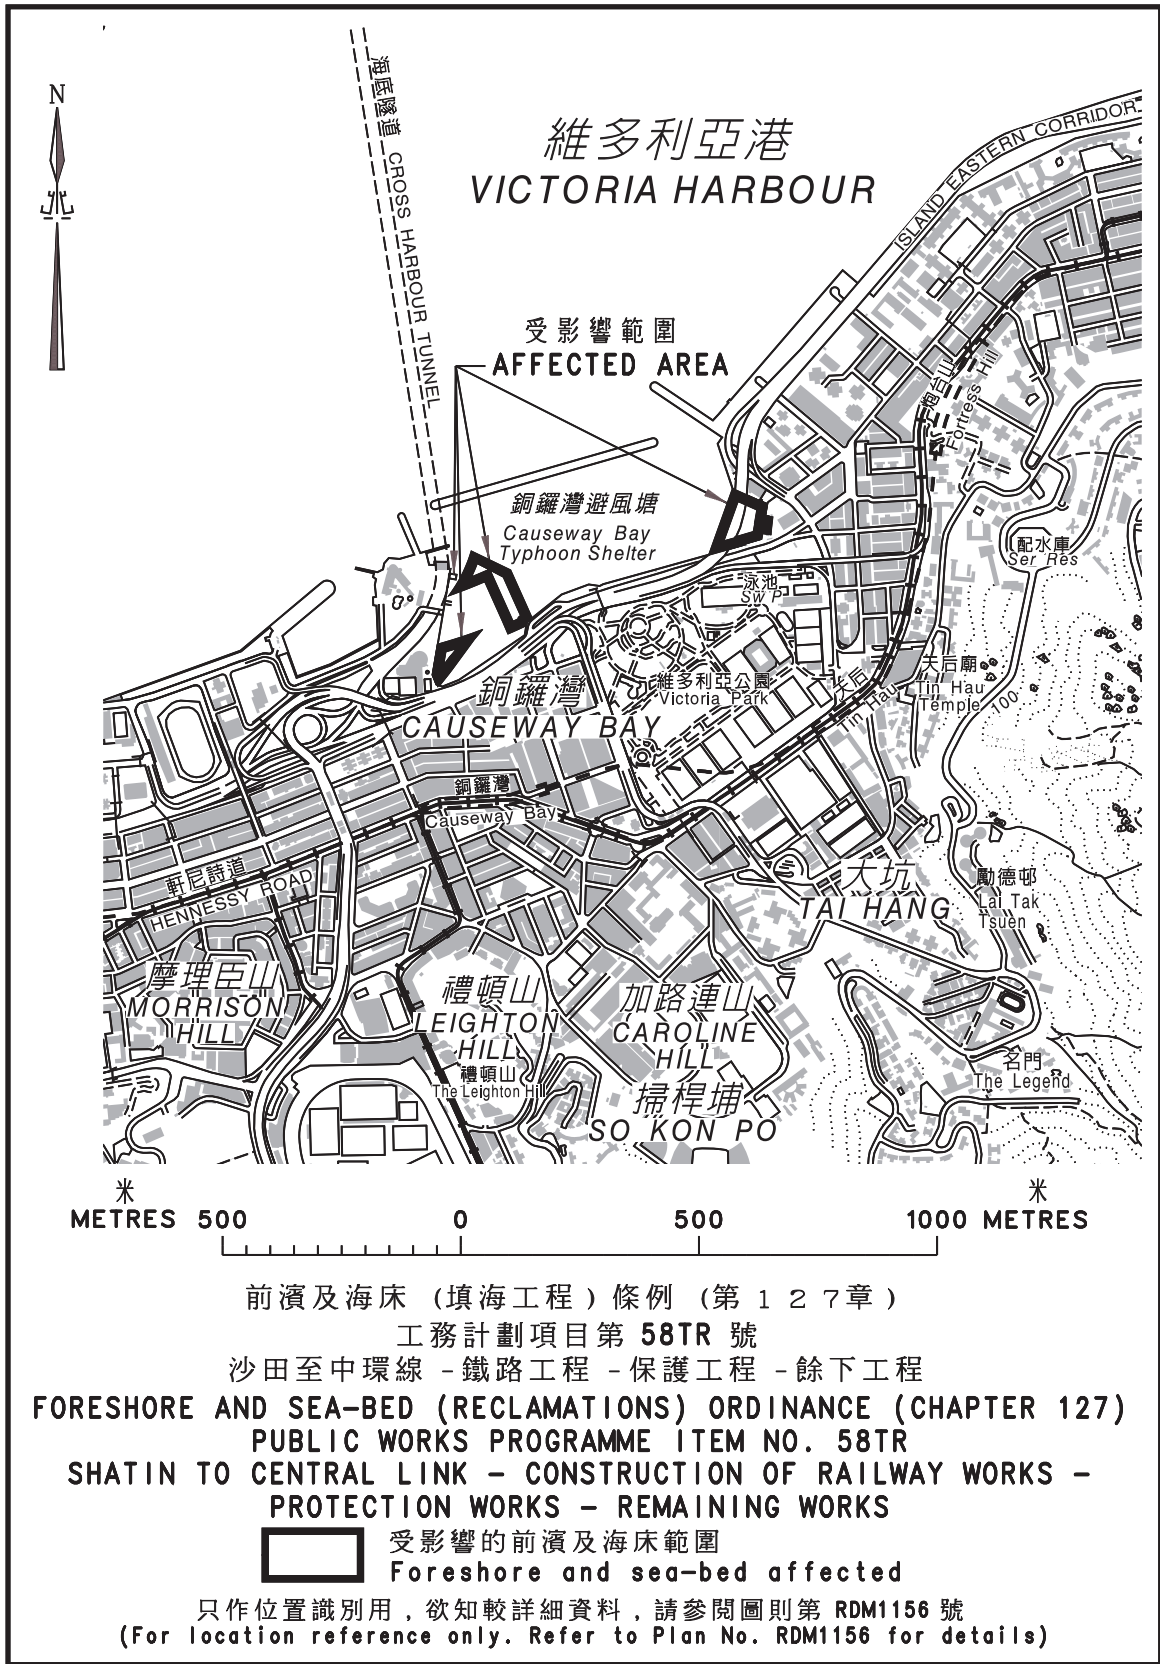 N
海底隧道 CROSS HARBOUR TUNNEL
維多利亞港
VICTORIA HARBOUR
ISLAND EASTERN CORRIDOR
受影響範圍
AFFECTED AREA
炮台山
Fortress Hill
銅鑼灣避風塘
Causeway Bay
Typhoon Shelter
配水庫
Ser Res
泳池
Sw P
天后廟
Tin Hau
Temple
100
維多利亞公園
Victoria Park
天后
Tin Hau
銅鑼灣
CAUSEWAY BAY
銅鑼灣
Causeway Bay
軒尼詩道
HENNESSY ROAD
大坑
TAI HANG
勵德邨
Lai Tak
Tsuen
摩理臣山
MORRISON
HILL
禮頓山
LEIGHTON
HILL
禮頓山
The Leighton Hill
加路連山
CAROLINE
HILL
掃桿埔
SO KON PO
名門
The Legend
米 米
METRES 500 0 500 1000 METRES
前濱及海床 (填海工程) 條例 (第 127章)
工務計劃項目第 58TR 號
沙田至中環線 -鐵路工程 -保護工程 -餘下工程
FORESHORE AND SEA-BED (RECLAMATIONS) ORDINANCE (CHAPTER 127)
PUBLIC WORKS PROGRAMME ITEM NO. 58TR
SHATIN TO CENTRAL LINK - CONSTRUCTION OF RAILWAY WORKS -
PROTECTION WORKS - REMAINING WORKS
受影響的前濱及海床範圍
Foreshore and sea-bed affected
只作位置識別用，欲知較詳細資料，請參閱圖則第 RDM1156 號
(For location reference only. Refer to Plan No. RDM1156 for details)